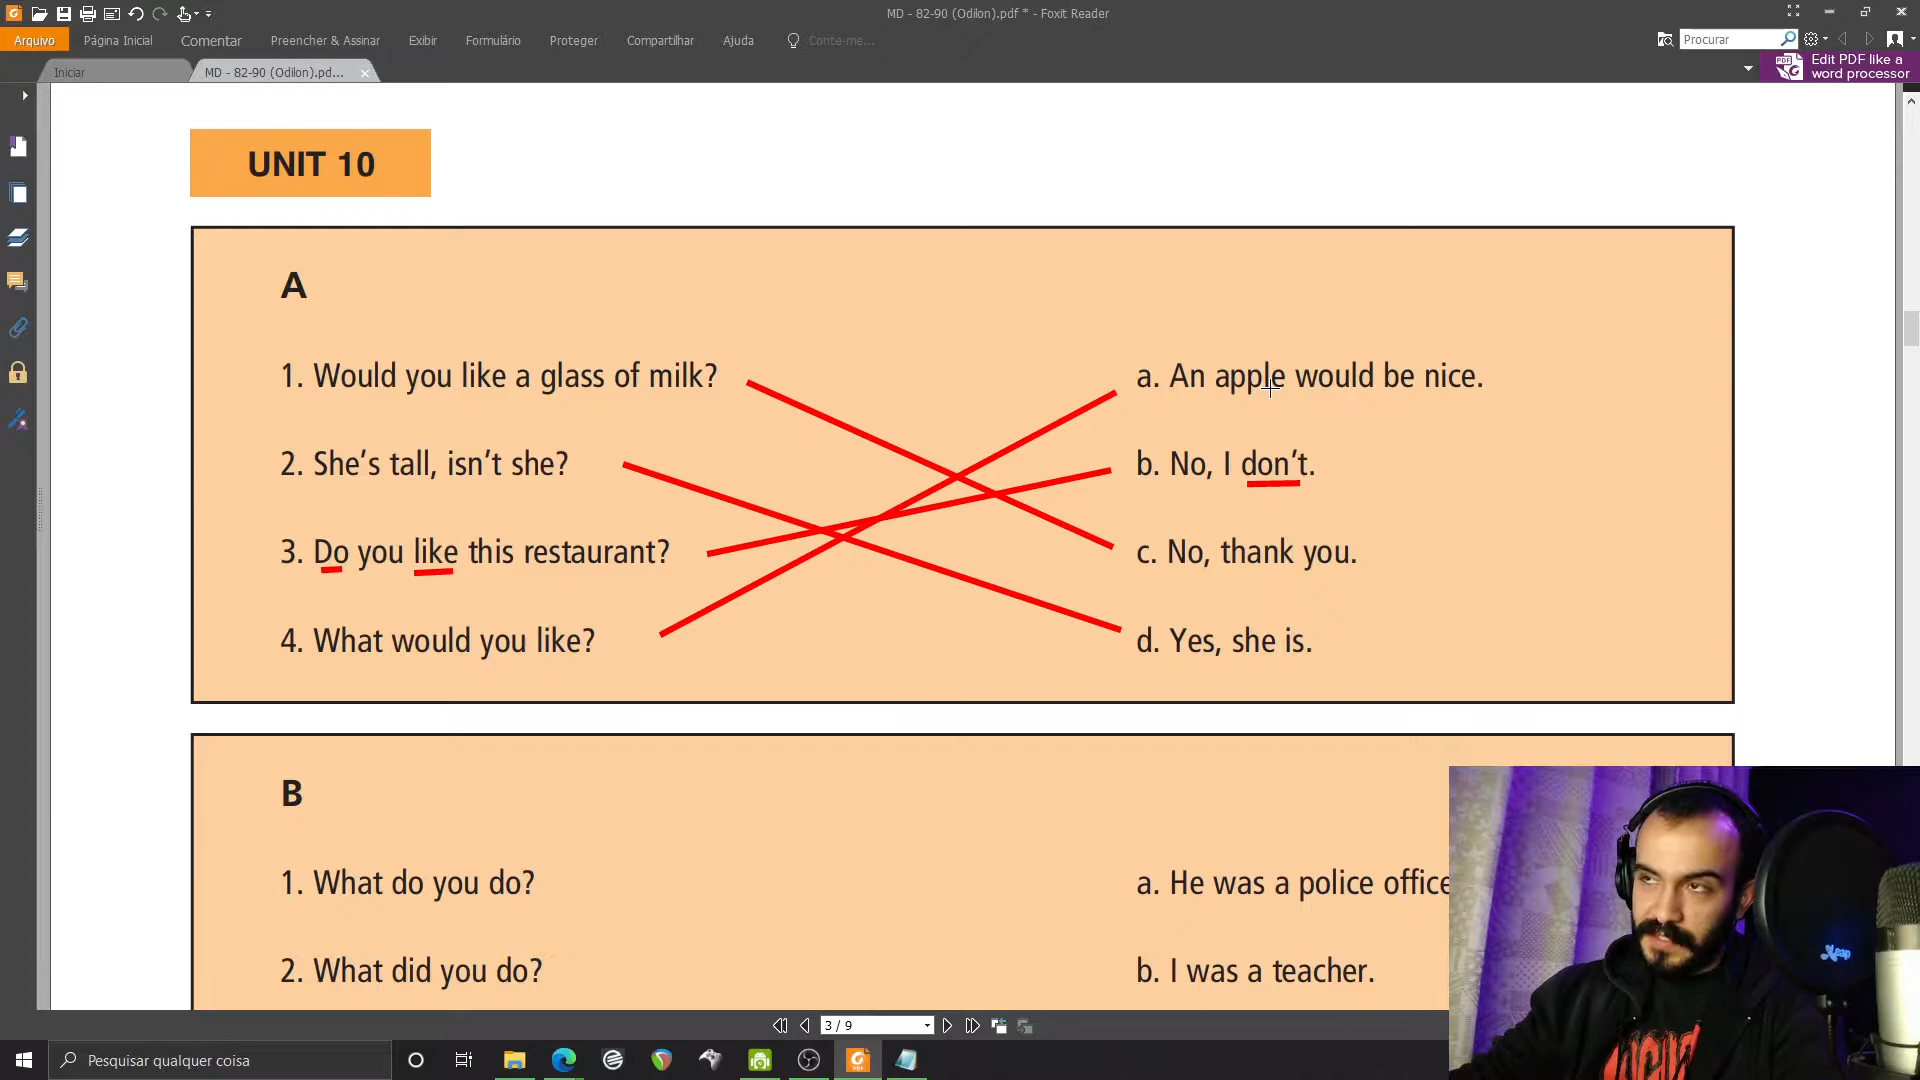 MD - 82-90 (Odilon).pdf * - Foxit Reader
Arquivo Página Inicial Comentar Preencher & Assinar Exibir Formulário Proteger Compartilhar Ajuda Conte-me... Procurar
Iniciar MD - 82-90 (Odilon).pd... Edit PDF like a
word processor
UNIT 10
A
1. Would you like a glass of milk? a. An apple would be nice.
2. She's tall, isn't she? b. No, I don't.
3. Do you like this restaurant? c. No, thank you.
4. What would you like? d. Yes, she is.
B
1. What do you do? a. He was a police office
2. What did you do? b. I was a teacher.
3 / 9
Pesquisar qualquer coisa